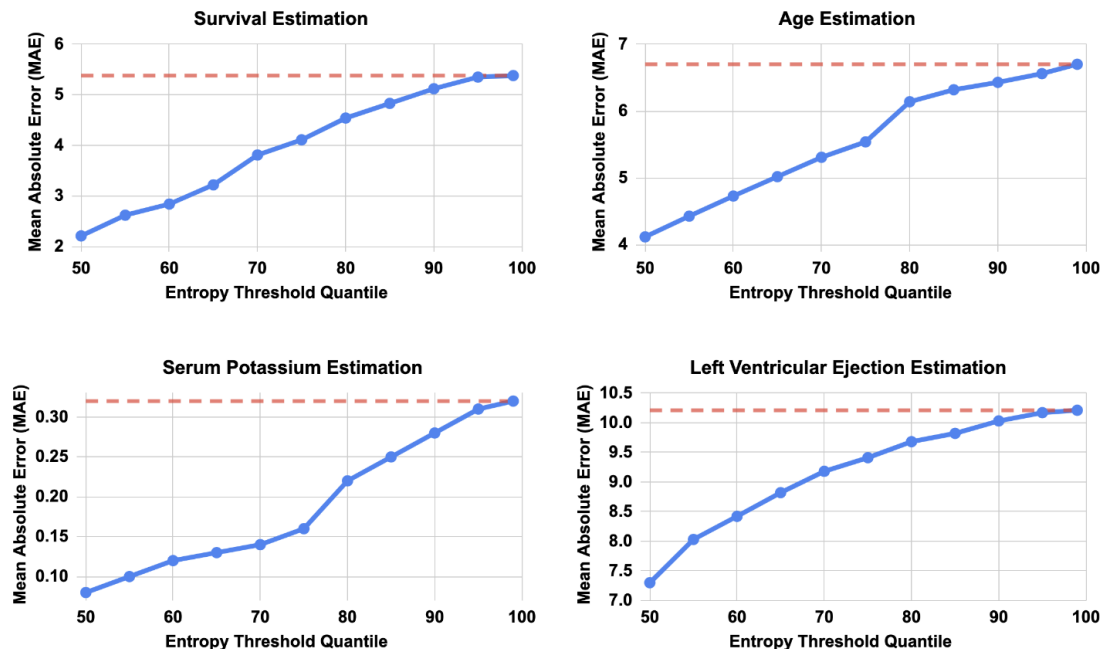 Survival Estimation
Mean Absolute Error (MAE)
6
5
4
3
2
50 60 70 80 90 100
Entropy Threshold Quantile
Age Estimation
Mean Absolute Error (MAE)
7
6
5
4
50 60 70 80 90 100
Entropy Threshold Quantile
Serum Potassium Estimation
Mean Absolute Error (MAE)
0.30
0.25
0.20
0.15
0.10
50 60 70 80 90 100
Entropy Threshold Quantile
Left Ventricular Ejection Estimation
Mean Absolute Error (MAE)
10.5
10.0
9.5
9.0
8.5
8.0
7.5
7.0
50 60 70 80 90 100
Entropy Threshold Quantile